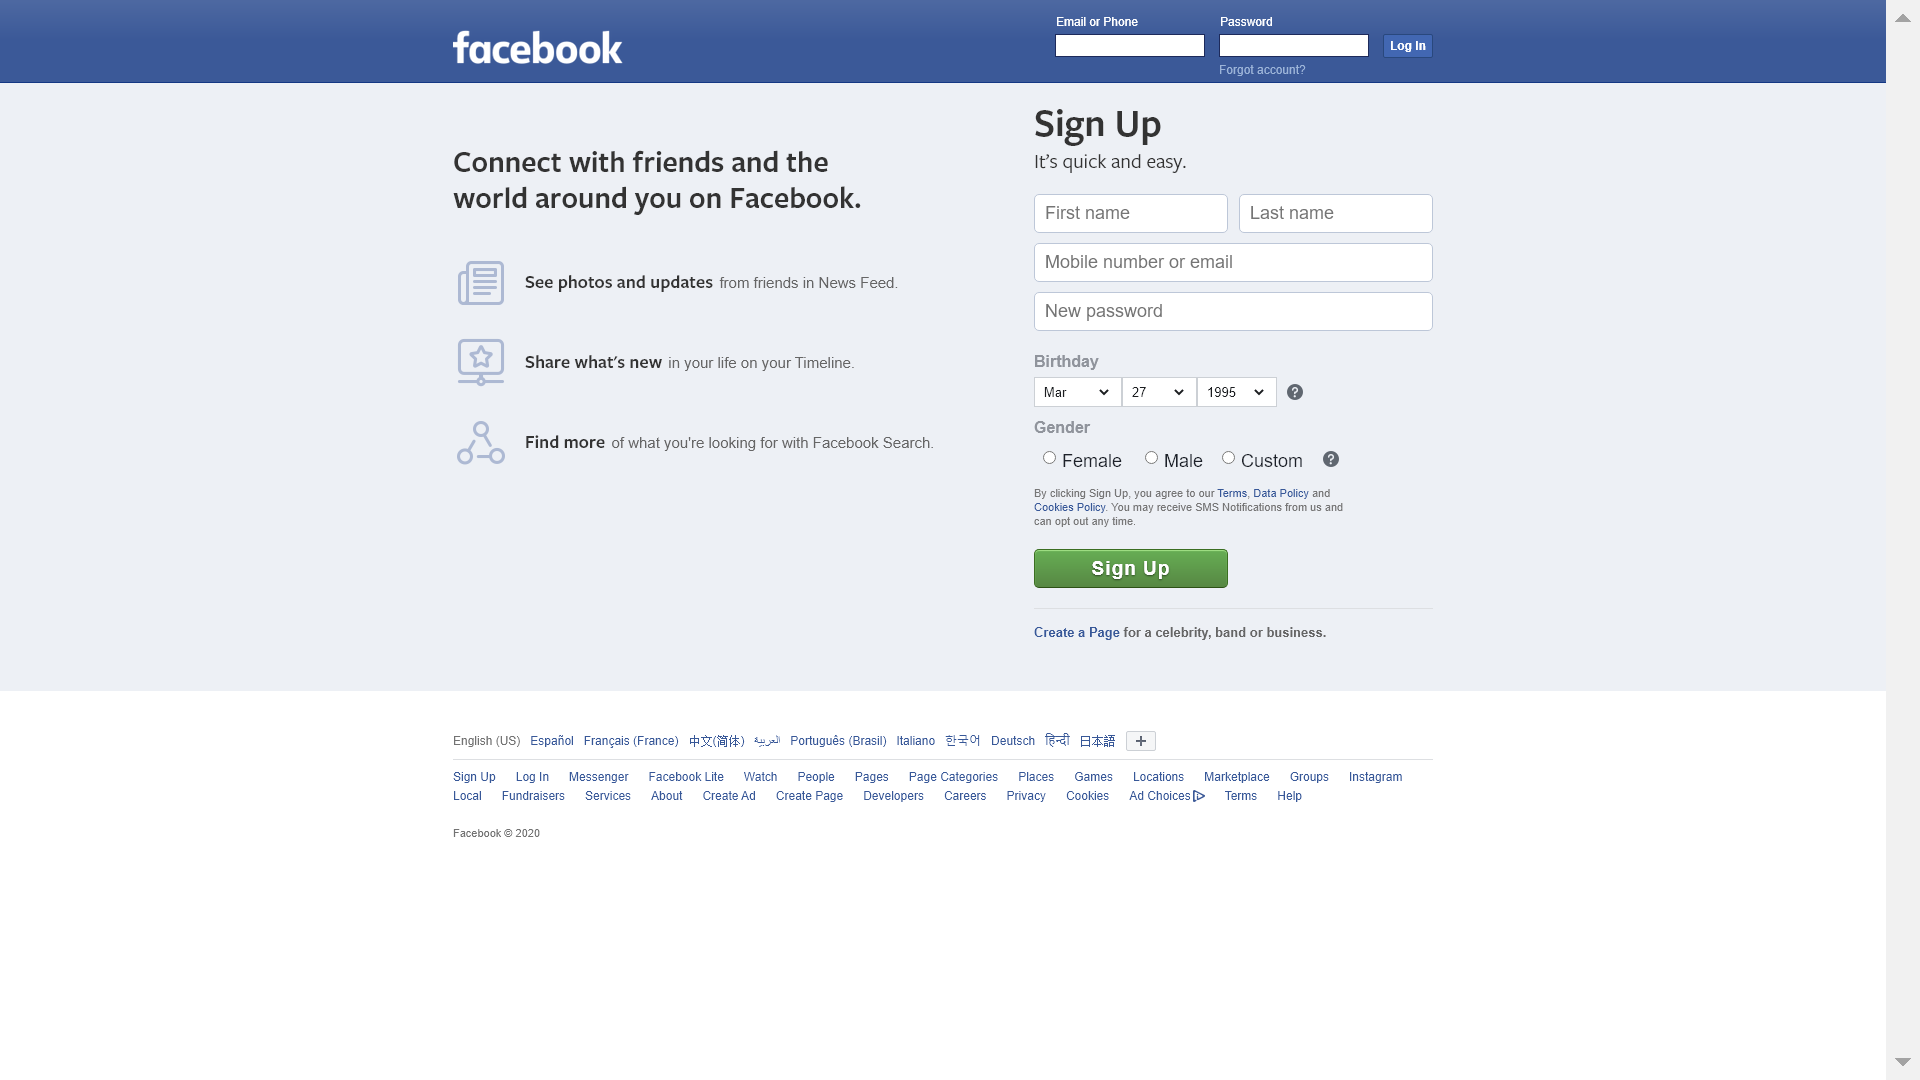 facebook
Email or Phone
Password
Log In
Forgot account?
Connect with friends and the
world around you on Facebook.
See photos and updates from friends in News Feed.
Share what's new in your life on your Timeline.
Find more of what you're looking for with Facebook Search.
Sign Up
It's quick and easy.
First name
Last name
Mobile number or email
New password
Birthday
Mar
27
1995
?
Gender
Female
Male
Custom
?
By clicking Sign Up, you agree to our Terms, Data Policy and
Cookies Policy. You may receive SMS Notifications from us and
can opt out any time.
Sign Up
Create a Page for a celebrity, band or business.
English (US) Español Français (France) 中文(简体) العربية Português (Brasil) Italiano 한국어 Deutsch हिन्दी 日本語 +
Sign Up Log In Messenger Facebook Lite Watch People Pages Page Categories Places Games Locations Marketplace Groups Instagram
Local Fundraisers Services About Create Ad Create Page Developers Careers Privacy Cookies Ad Choices Terms Help
Facebook © 2020